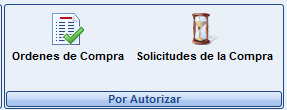 Ordenes de Compra
Solicitudes de la Compra
Por Autorizar